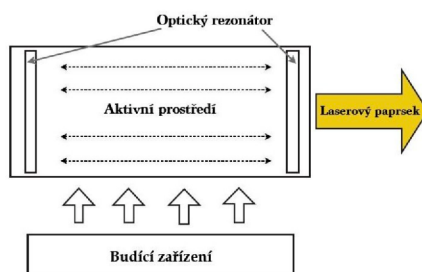 Optický rezonátor
Aktivní prostředí
Laserový paprsek
Budící zařízení